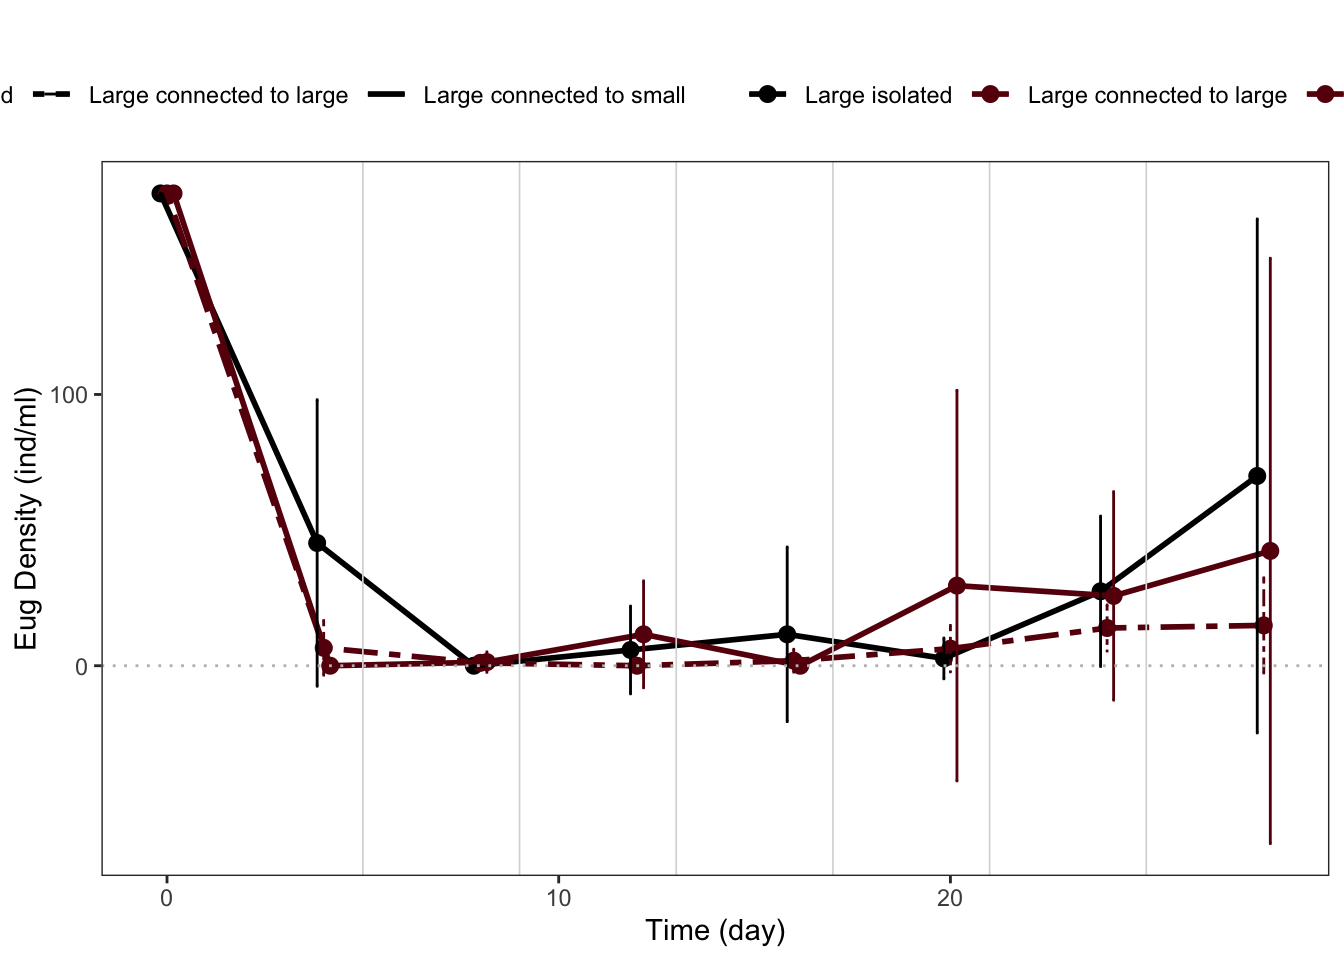 d Large connected to large Large connected to small Large isolated Large connected to large
100
0
Eug Density (ind/ml)
0 10 20
Time (day)